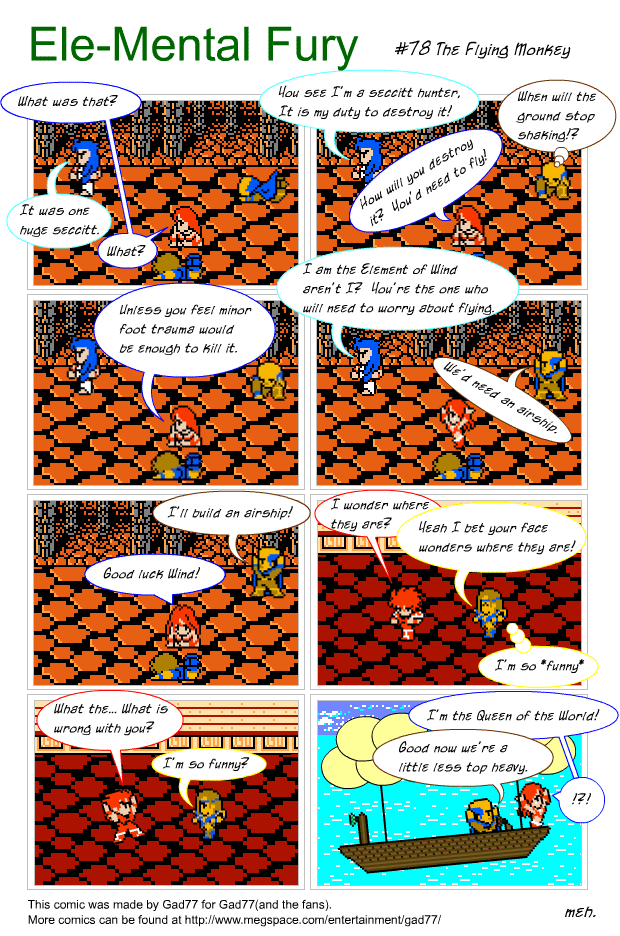 Ele-Mental Fury
#78 The Flying Monkey
What was that?
It was one
huge seccitt.
What?
You see I'm a seccitt hunter,
It is my duty to destroy it!
When will the
ground stop
shaking!?
How will you destroy
it? You'd need to fly!
Unless you feel minor
foot trauma would
be enough to kill it.
I am the Element of Wind
aren't I? You're the one who
will need to worry about flying.
We'd need an airship.
I'll build an airship!
Good luck Wind!
I wonder where
they are?
Yeah I bet your face
wonders where they are!
I'm so *funny*
What the... What is
wrong with you?
I'm so funny?
I'm the Queen of the World!
Good now we're a
little less top heavy.
!?!
This comic was made by Gad77 for Gad77(and the fans).
More comics can be found at http://www.megspace.com/entertainment/gad77/
meh.